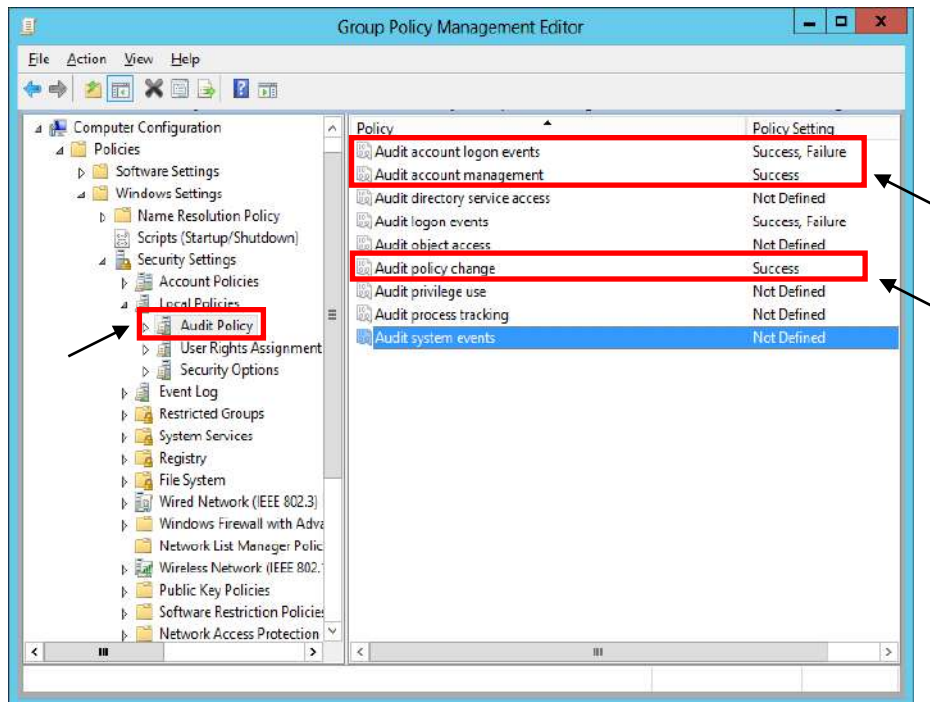 Group Policy Management Editor
File Action View Help
Computer Configuration
Policies
Software Settings
Windows Settings
Name Resolution Policy
Scripts (Startup/Shutdown)
Security Settings
Account Policies
Local Policies
Audit Policy
User Rights Assignment
Security Options
Event Log
Restricted Groups
System Services
Registry
File System
Wired Network (IEEE 802.3)
Windows Firewall with Adva
Network List Manager Polic
Wireless Network (IEEE 802.1
Public Key Policies
Software Restriction Policies
Network Access Protection
Policy Policy Setting
Audit account logon events Success, Failure
Audit account management Success
Audit directory service access Not Defined
Audit logon events Success, Failure
Audit object access Not Defined
Audit policy change Success
Audit privilege use Not Defined
Audit process tracking Not Defined
Audit system events Not Defined